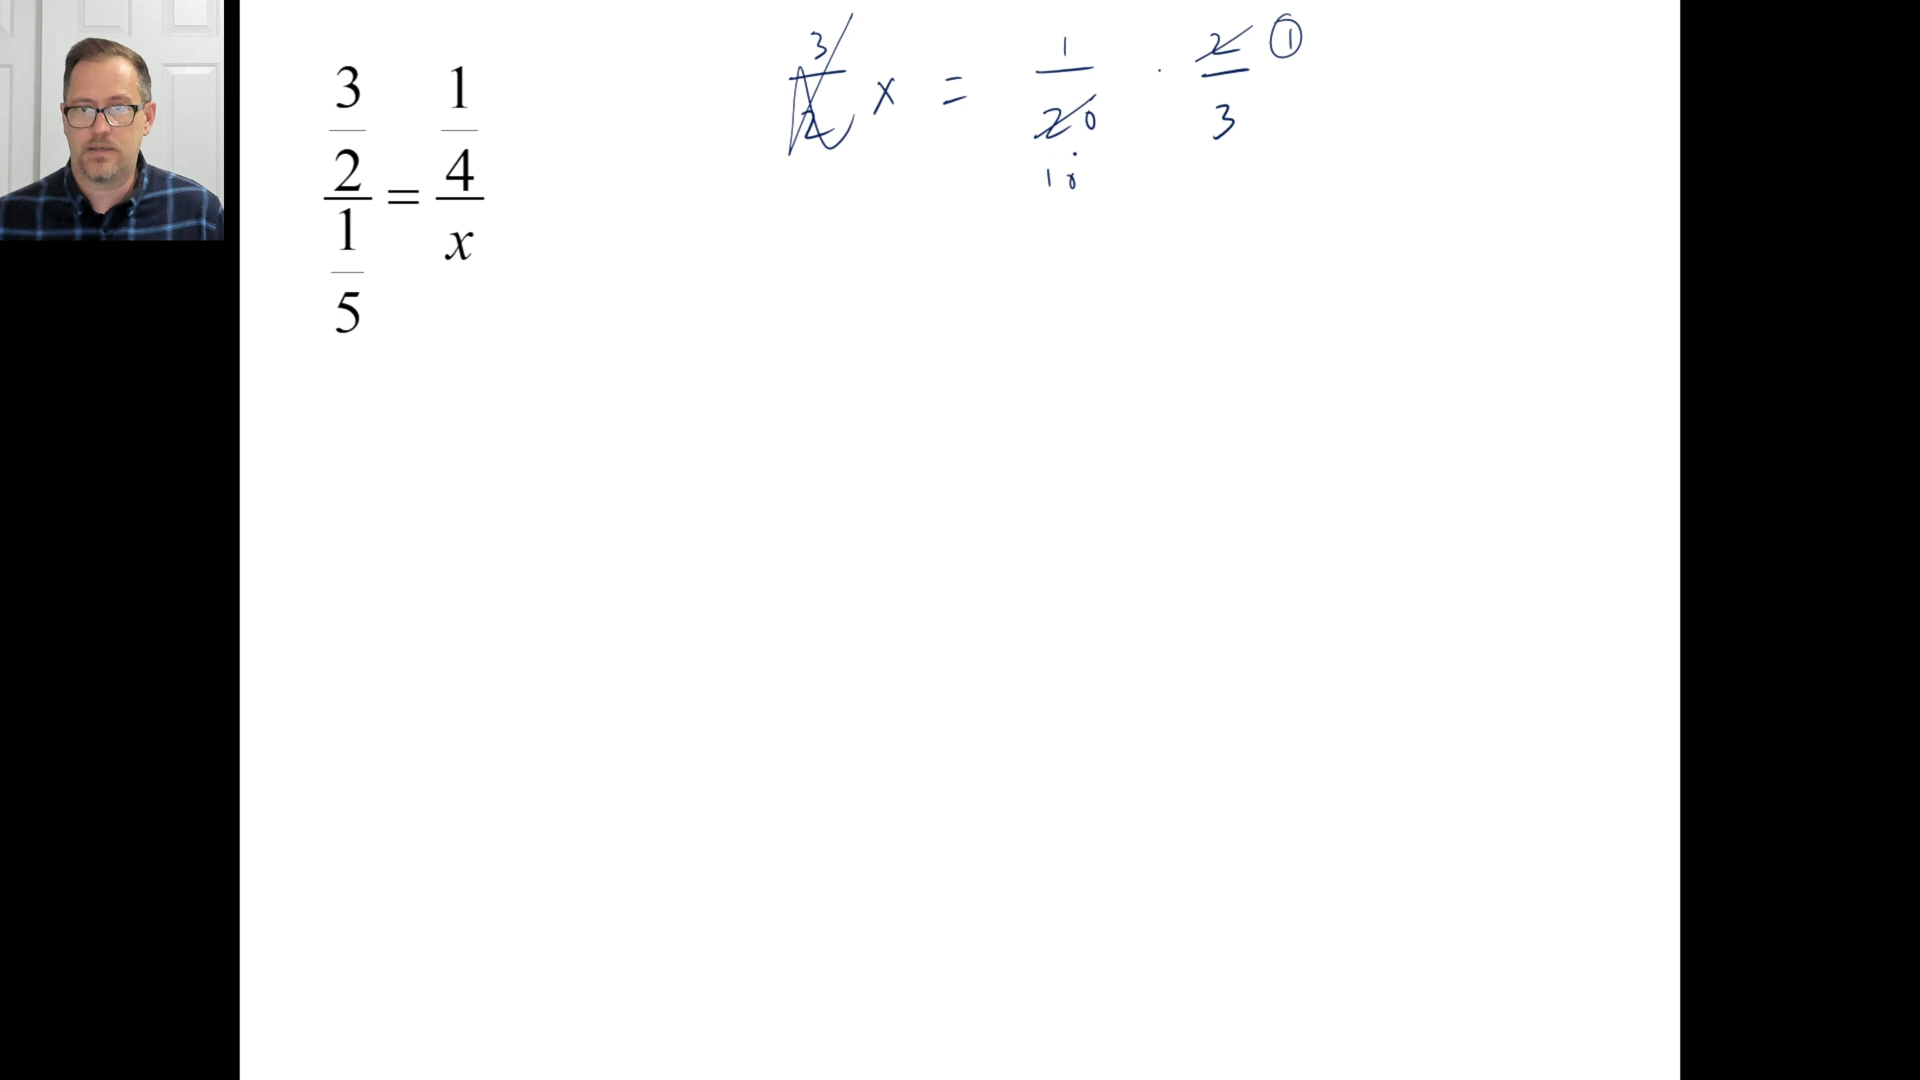 3/2 / 1/5 = 1/4 / x
3/2 x = 1/20 · 2/3 ①
10